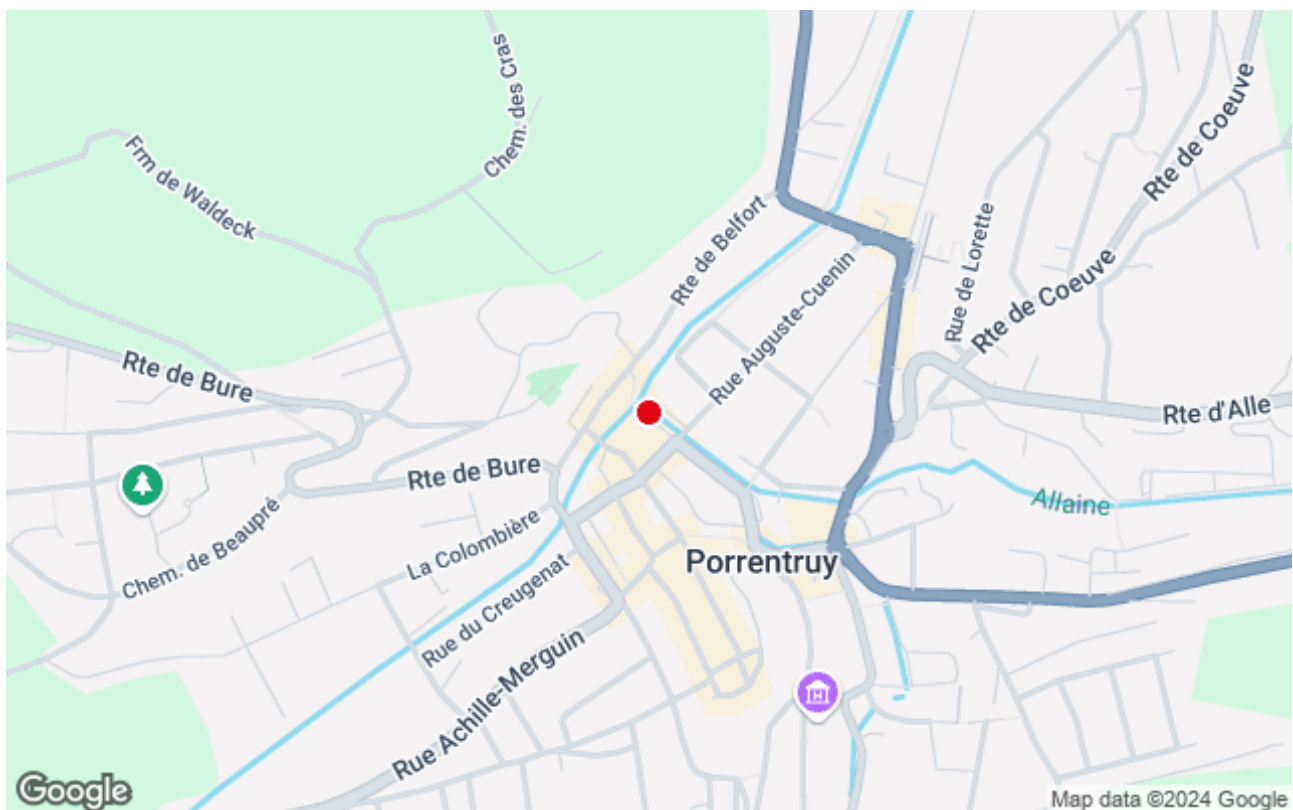 Chem. des Cras
Frm de Waldeck
Rte de Coeuve
Rte de Belfort
Rue de Lorette
Rue Auguste-Cuenin
Rte de Coeuve
Rte de Bure
Rte d'Alle
Rte de Bure
Allaine
La Colombière
Chem. de Beaupré
Porrentruy
Rue du Creugenat
Rue Achille-Merguin
H
Google
Map data ©2024 Google